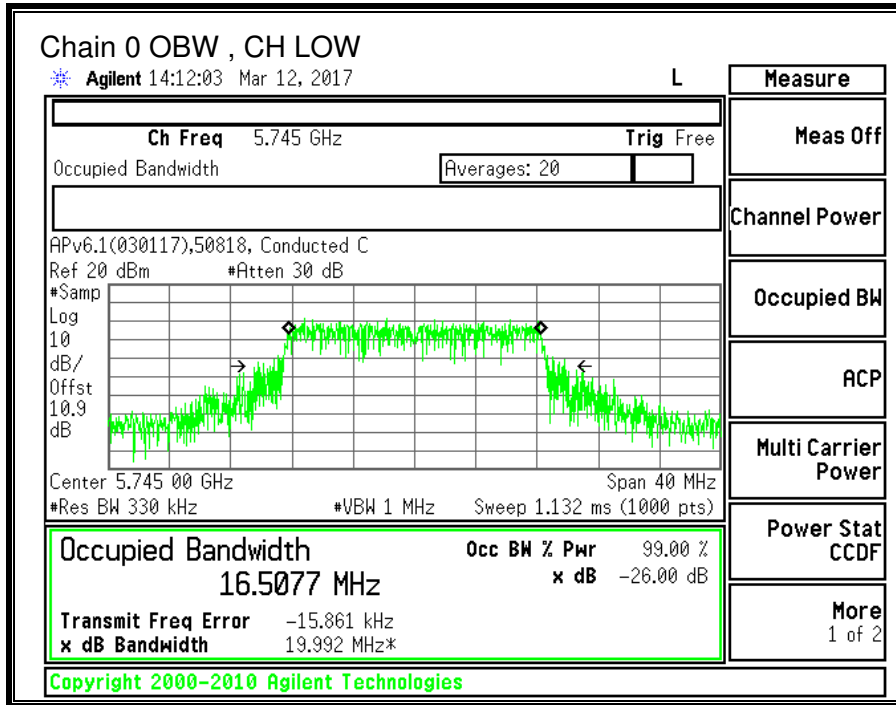 Chain 0 OBW , CH LOW
Agilent 14:12:03 Mar 12, 2017 L
Measure
Ch Freq 5.745 GHz Trig Free
Meas Off
Occupied Bandwidth Averages: 20
Channel Power
APv6.1(030117),50818, Conducted C
Ref 20 dBm #Atten 30 dB
#Samp
Log
10
dB/
Offst
10.9
dB
Occupied BW
ACP
Multi Carrier
Power
Center 5.745 00 GHz Span 40 MHz
#Res BW 330 kHz #VBW 1 MHz Sweep 1.132 ms (1000 pts)
Power Stat
CCDF
Occupied Bandwidth Occ BW % Pwr 99.00 %
16.5077 MHz x dB -26.00 dB
Transmit Freq Error -15.861 kHz
x dB Bandwidth 19.992 MHz*
More
1 of 2
Copyright 2000-2010 Agilent Technologies